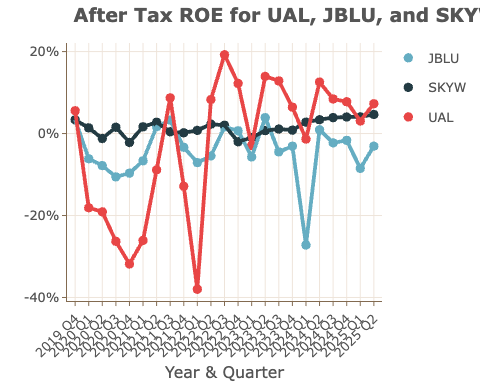 After Tax ROE for UAL, JBLU, and SKYW
20%
0%
-20%
-40%
JBLU
SKYW
UAL
2019 Q4
2020 Q1
2020 Q2
2020 Q3
2020 Q4
2021 Q1
2021 Q2
2021 Q3
2021 Q4
2022 Q1
2022 Q2
2022 Q3
2022 Q4
2023 Q1
2023 Q2
2023 Q3
2023 Q4
2024 Q1
2024 Q2
2024 Q3
2024 Q4
2025 Q1
2025 Q2
Year & Quarter